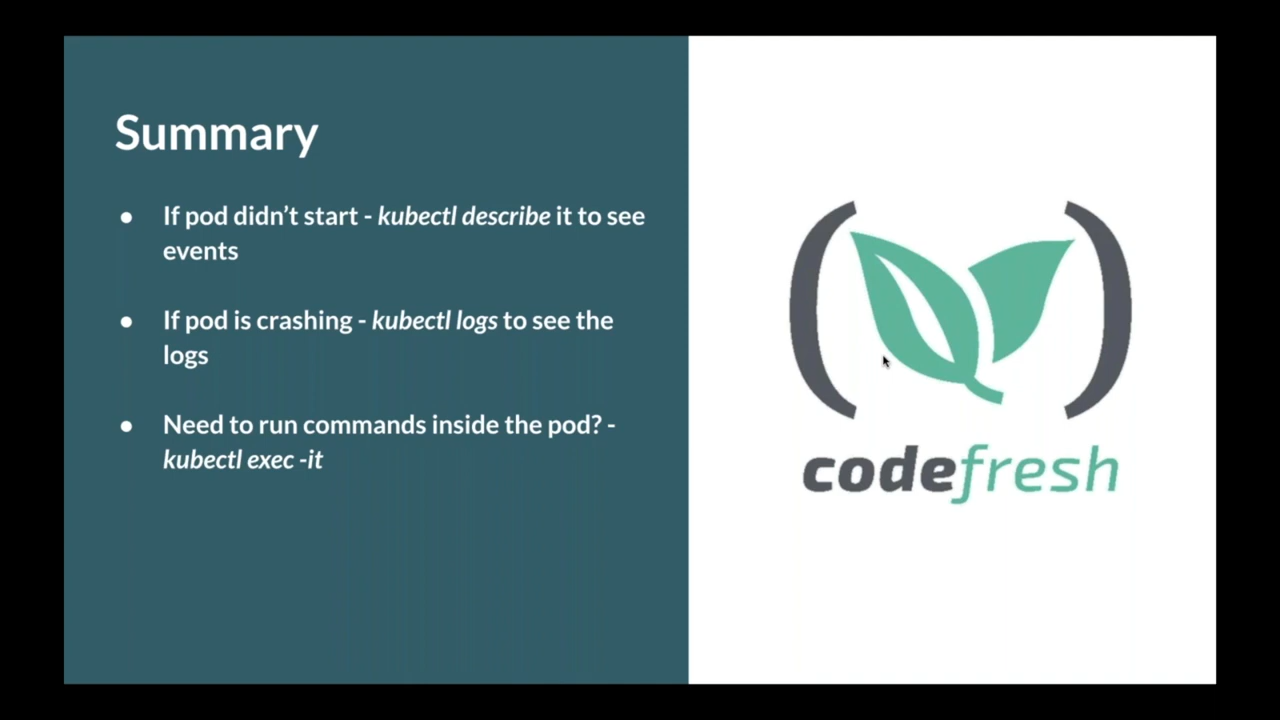 Summary
● If pod didn’t start - kubectl describe it to see
events
● If pod is crashing - kubectl logs to see the
logs
● Need to run commands inside the pod? -
kubectl exec -it
codefresh